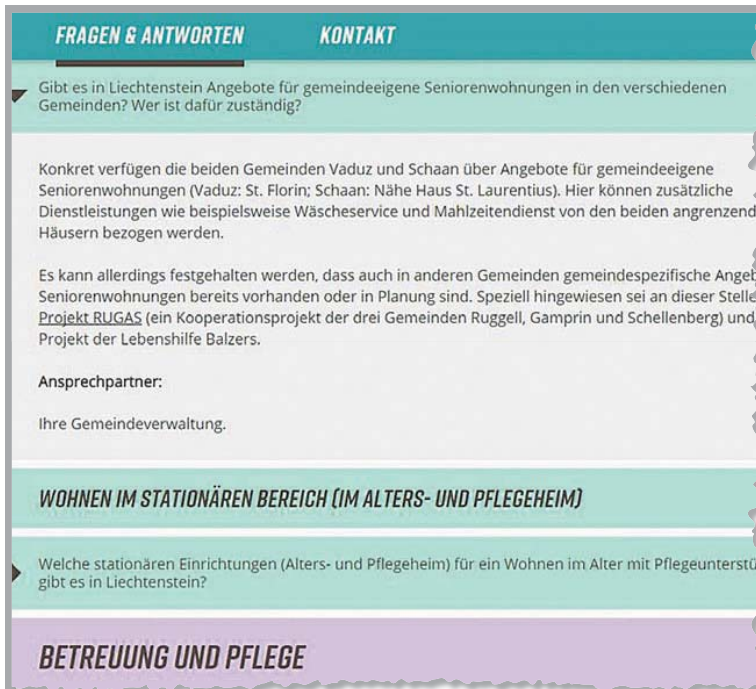 FRAGEN & ANTWORTEN KONTAKT
Gibt es in Liechtenstein Angebote für gemeindeeigene Seniorenwohnungen in den verschiedenen
Gemeinden? Wer ist dafür zuständig?
Konkret verfügen die beiden Gemeinden Vaduz und Schaan über Angebote für gemeindeeigene
Seniorenwohnungen (Vaduz: St. Florin; Schaan: Nähe Haus St. Laurentius). Hier können zusätzliche
Dienstleistungen wie beispielsweise Wäscheservice und Mahlzeitendienst von den beiden angrenzend
Häusern bezogen werden.
Es kann allerdings festgehalten werden, dass auch in anderen Gemeinden gemeindespezifische Angeb
Seniorenwohnungen bereits vorhanden oder in Planung sind. Speziell hingewiesen sei an dieser Stelle
Projekt RUGAS (ein Kooperationsprojekt der drei Gemeinden Ruggell, Gamprin und Schellenberg) und
Projekt der Lebenshilfe Balzers.
Ansprechpartner:
Ihre Gemeindeverwaltung.
WOHNEN IM STATIONÄREN BEREICH (IM ALTERS- UND PFLEGEHEIM)
Welche stationären Einrichtungen (Alters- und Pflegeheim) für ein Wohnen im Alter mit Pflegeunterstü
gibt es in Liechtenstein?
BETREUUNG UND PFLEGE